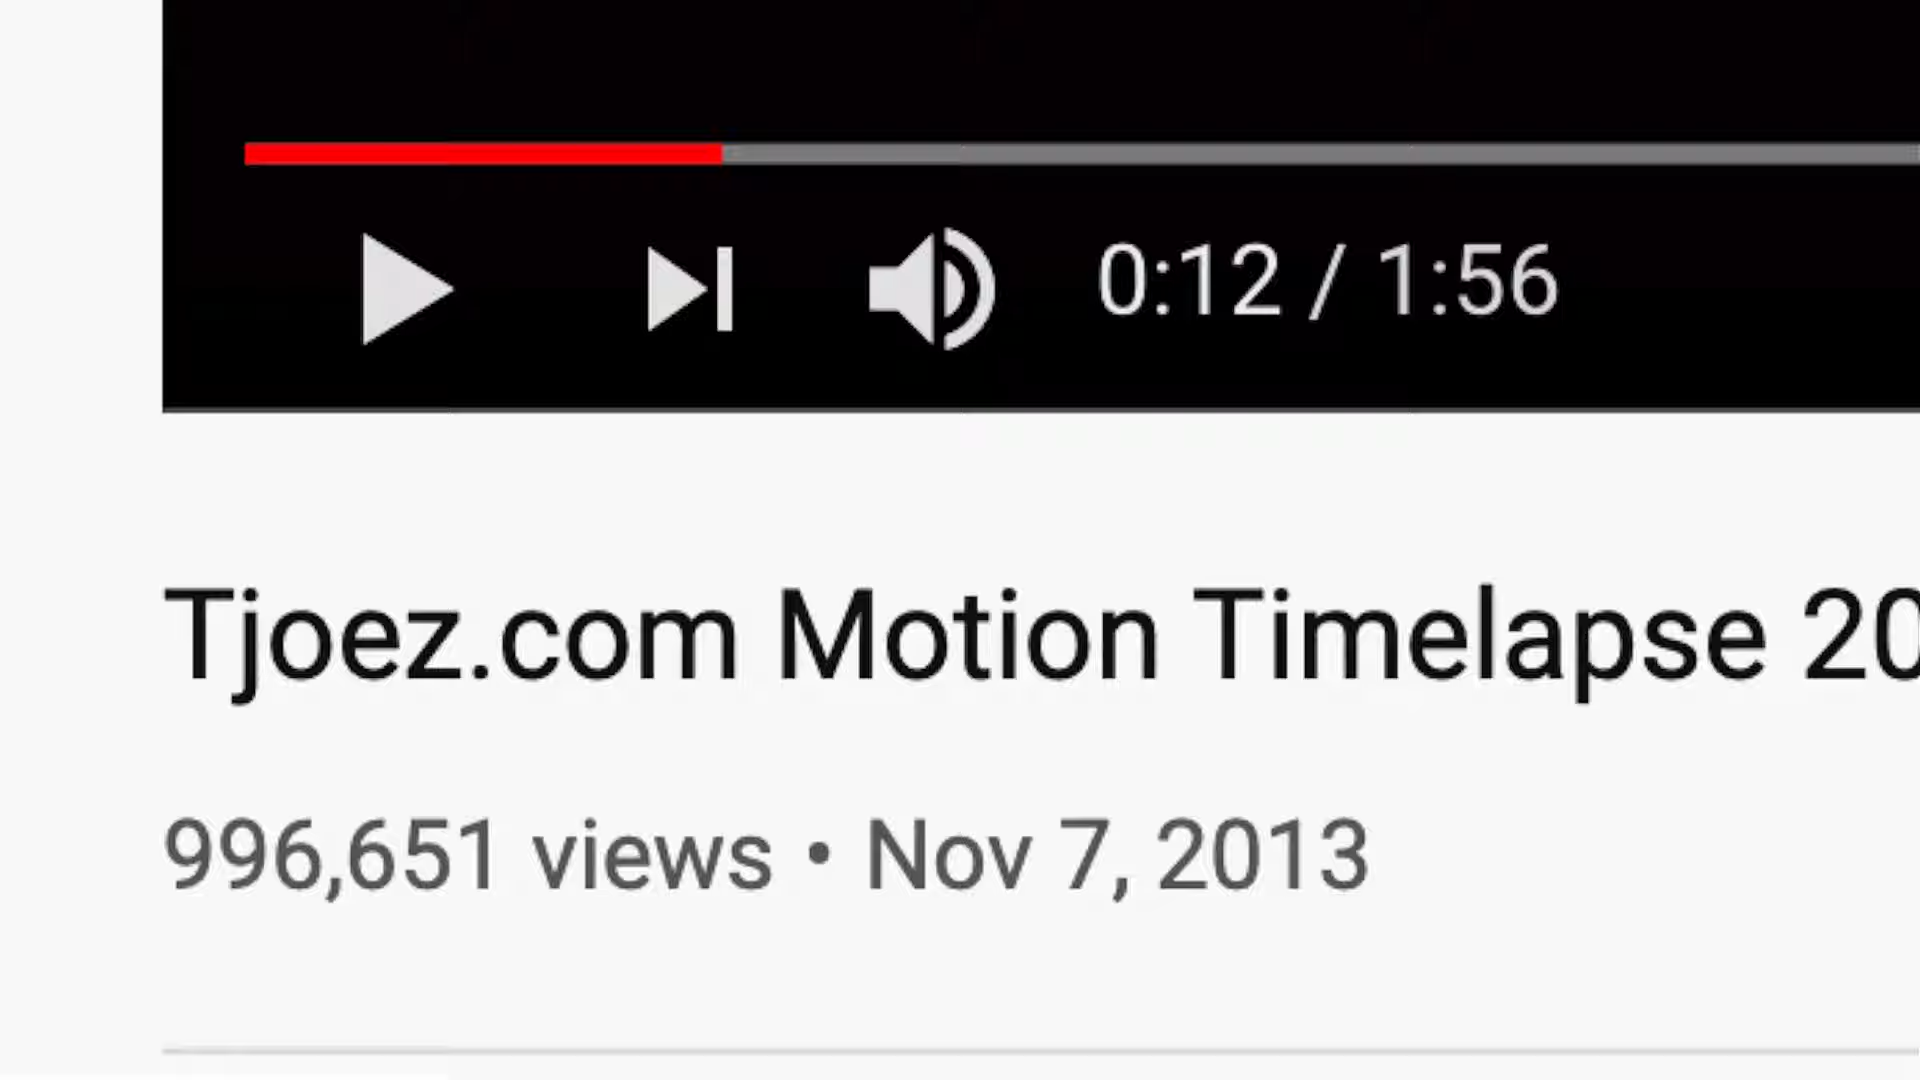 0:12 / 1:56
Tjoez.com Motion Timelapse 20
996,651 views • Nov 7, 2013